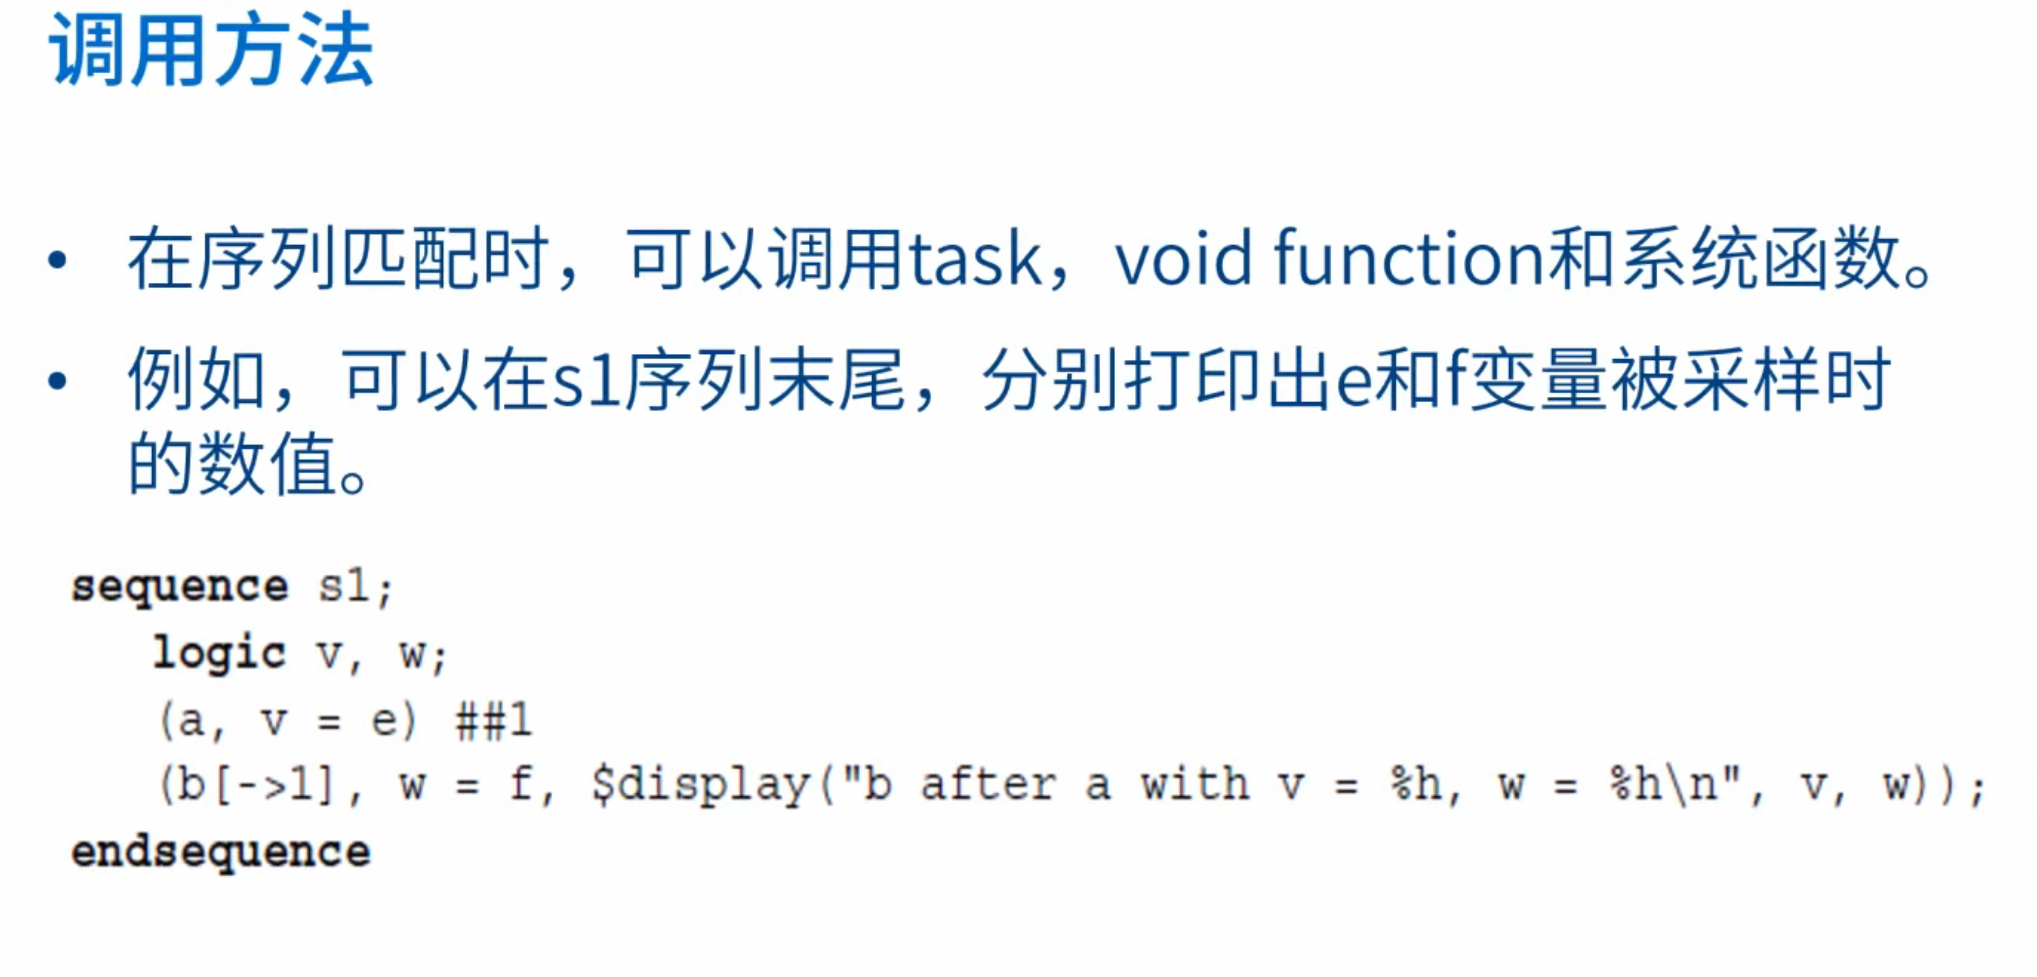 调用方法
• 在序列匹配时，可以调用task，void function和系统函数。
• 例如，可以在s1序列末尾，分别打印出e和f变量被采样时
的数值。
sequence s1;
logic v, w;
(a, v = e) ##1
(b[->1], w = f, $display("b after a with v = %h, w = %h\n", v, w));
endsequence